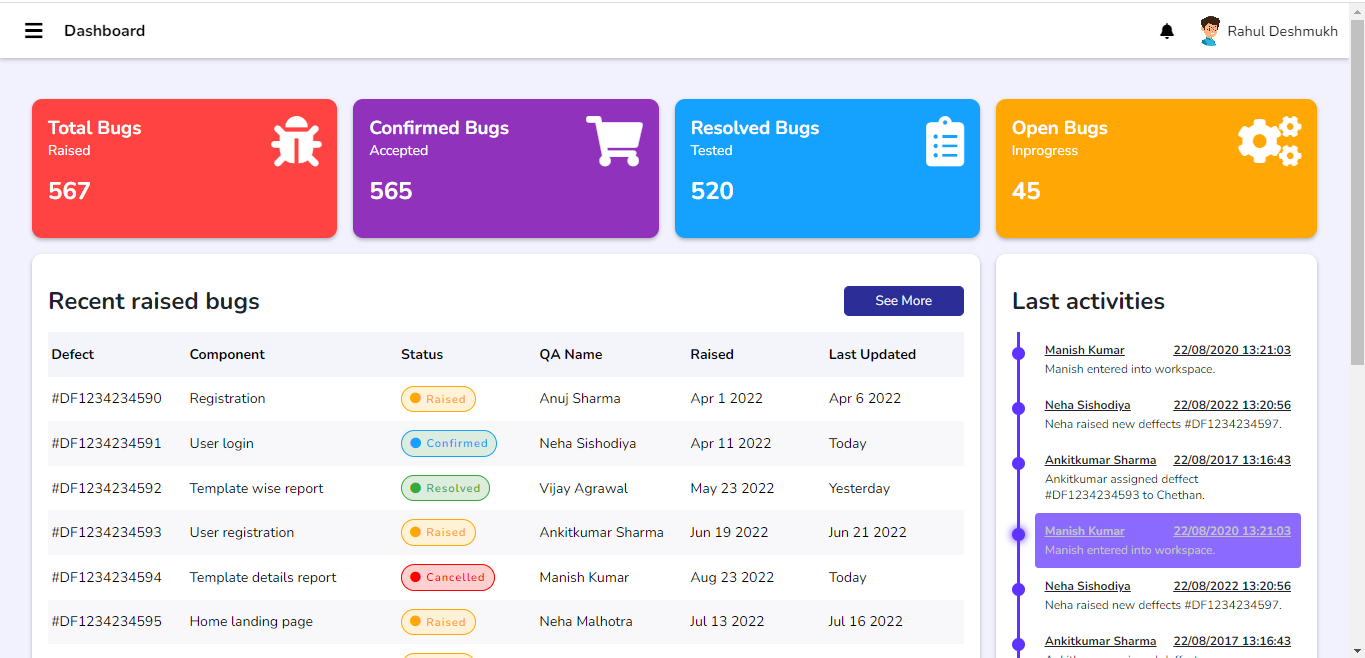 Dashboard
Rahul Deshmukh
Total Bugs
Raised
567
Confirmed Bugs
Accepted
565
Resolved Bugs
Tested
520
Open Bugs
Inprogress
45
Recent raised bugs
See More
Defect Component Status QA Name Raised Last Updated
#DF1234234590 Registration Raised Anuj Sharma Apr 1 2022 Apr 6 2022
#DF1234234591 User login Confirmed Neha Sishodiya Apr 11 2022 Today
#DF1234234592 Template wise report Resolved Vijay Agrawal May 23 2022 Yesterday
#DF1234234593 User registration Raised Ankitkumar Sharma Jun 19 2022 Jun 21 2022
#DF1234234594 Template details report Cancelled Manish Kumar Aug 23 2022 Today
#DF1234234595 Home landing page Raised Neha Malhotra Jul 13 2022 Jul 16 2022
Last activities
Manish Kumar 22/08/2020 13:21:03
Manish entered into workspace.
Neha Sishodiya 22/08/2022 13:20:56
Neha raised new deffects #DF1234234597.
Ankitkumar Sharma 22/08/2017 13:16:43
Ankitkumar assigned defect
#DF1234234593 to Chethan.
Manish Kumar 22/08/2020 13:21:03
Manish entered into workspace.
Neha Sishodiya 22/08/2022 13:20:56
Neha raised new deffects #DF1234234597.
Ankitkumar Sharma 22/08/2017 13:16:43